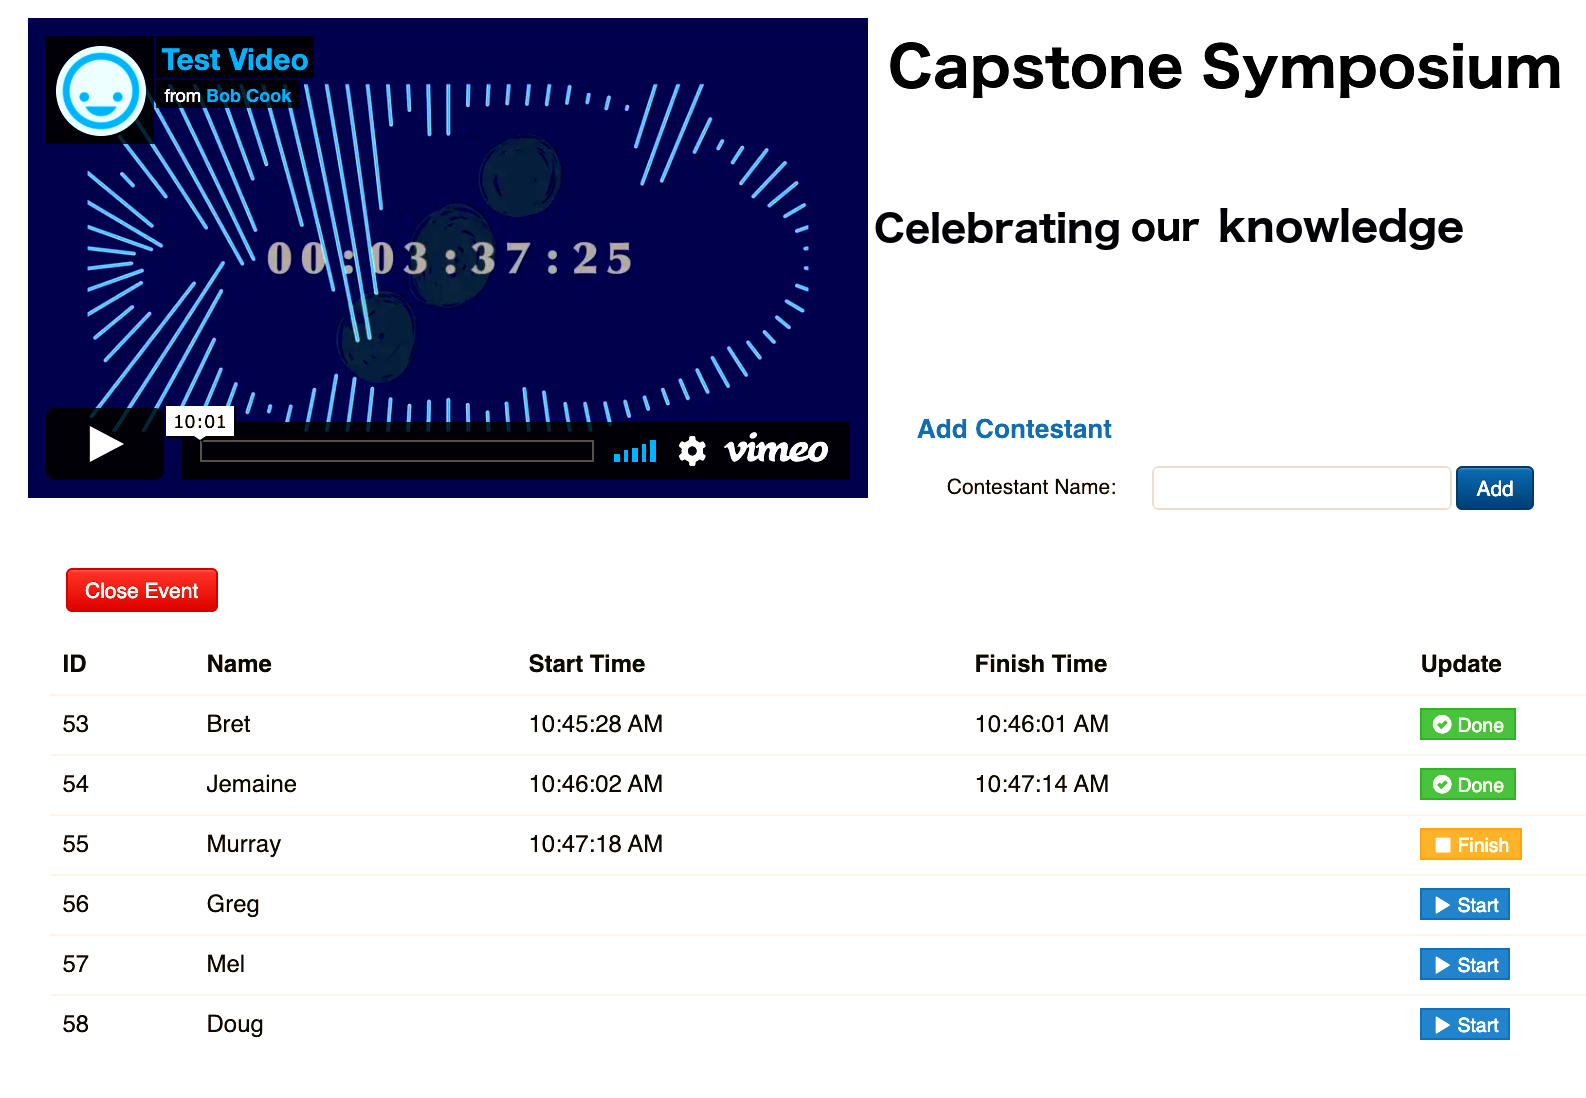 Test Video
from Bob Cook
00:03:37:25
10:01
vimeo
Capstone Symposium
Celebrating our knowledge
Add Contestant
Contestant Name:
Add
Close Event
ID Name Start Time Finish Time Update
53 Bret 10:45:28 AM 10:46:01 AM Done
54 Jemaine 10:46:02 AM 10:47:14 AM Done
55 Murray 10:47:18 AM Finish
56 Greg Start
57 Mel Start
58 Doug Start